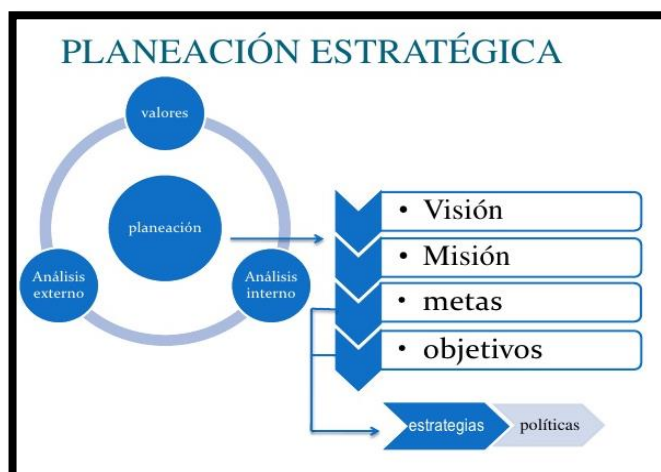 PLANEACIÓN ESTRATÉGICA
valores
planeación
Análisis
externo
Análisis
interno
• Visión
• Misión
• metas
• objetivos
estrategias
políticas